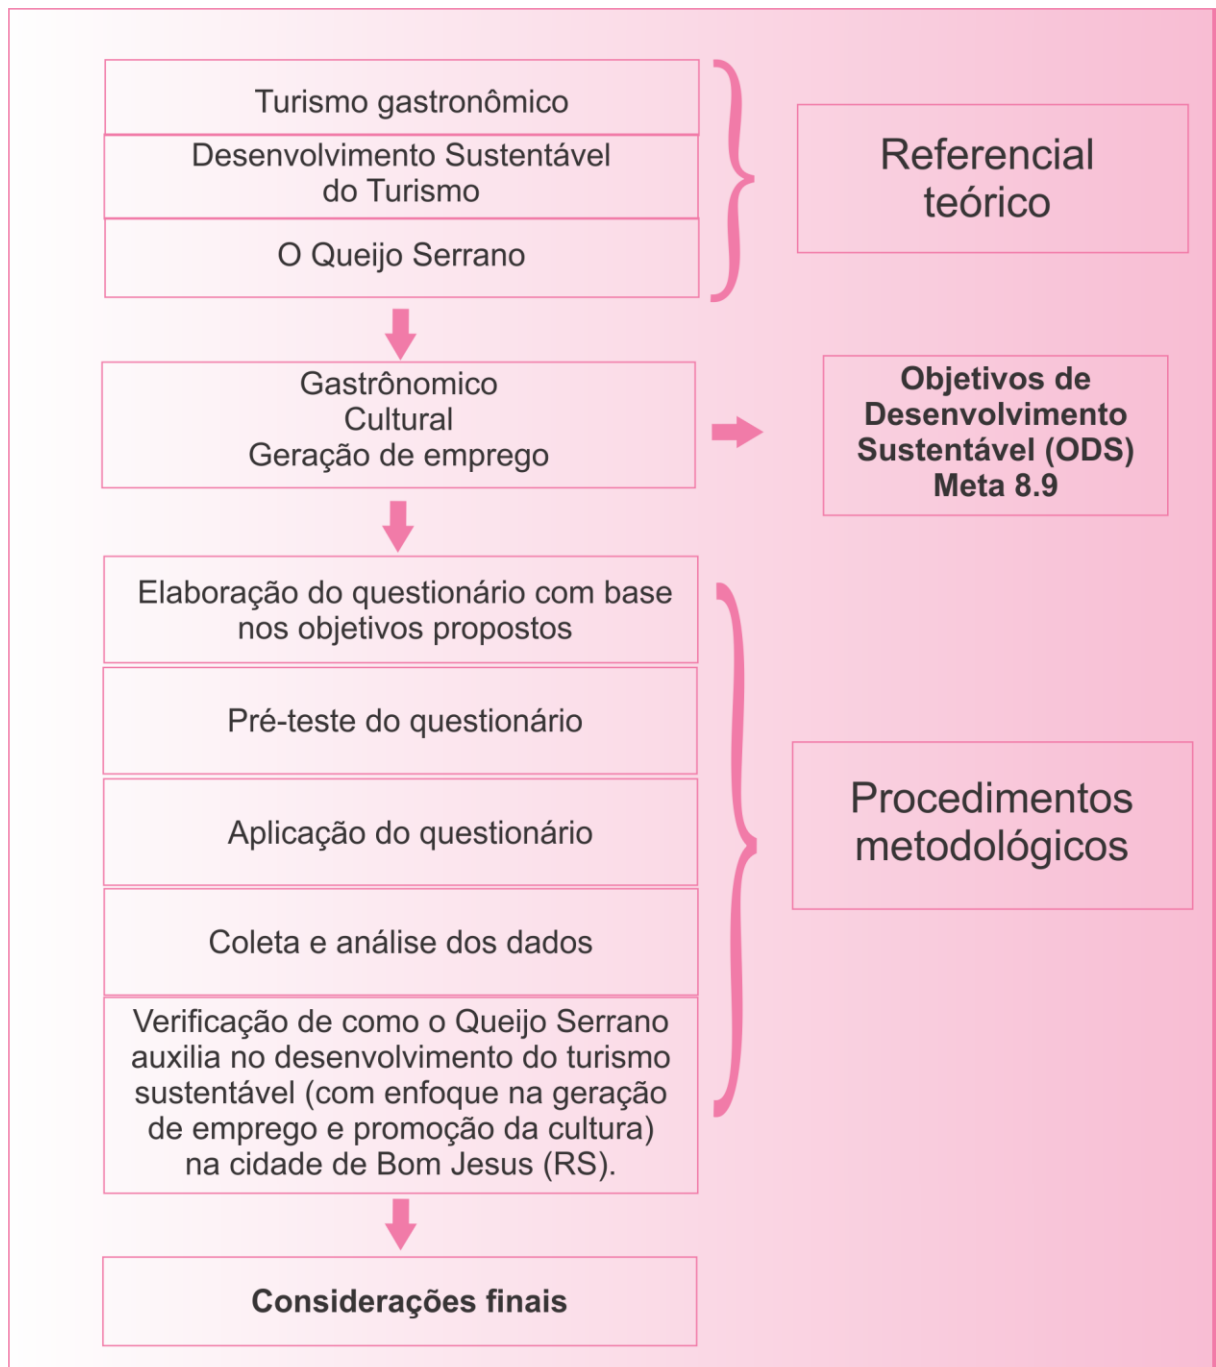 Turismo gastronômico
Desenvolvimento Sustentável
do Turismo
O Queijo Serrano
Referencial
teórico
Gastrônomico
Cultural
Geração de emprego
Objetivos de
Desenvolvimento
Sustentável (ODS)
Meta 8.9
Elaboração do questionário com base
nos objetivos propostos
Pré-teste do questionário
Aplicação do questionário
Coleta e análise dos dados
Verificação de como o Queijo Serrano
auxilia no desenvolvimento do turismo
sustentável (com enfoque na geração
de emprego e promoção da cultura)
na cidade de Bom Jesus (RS).
Procedimentos
metodológicos
Considerações finais